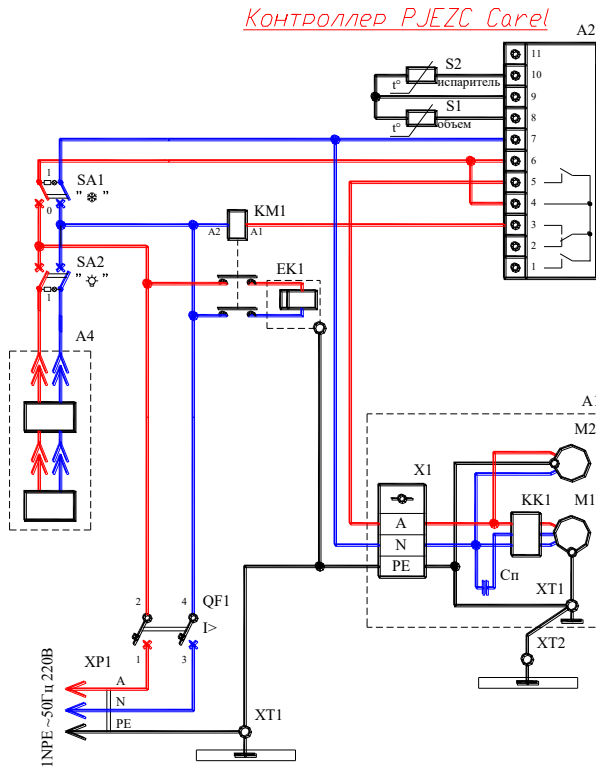 Контроллер PJEZC Carel
A2
11
S2
10
t° испаритель
9
S1
8
t° объем
7
6
1
SA1
5
" ❄ "
0
4
KM1
A2 A1
3
2
SA2
EK1
1
" 💡 "
1
A4
A1
M2
X1
KK1
M1
A
N
Cп
PE
XT1
2
4
QF1
I>
XT2
1
3
XP1
A
N
PE
XT1
1NPE ~50Гц 220В